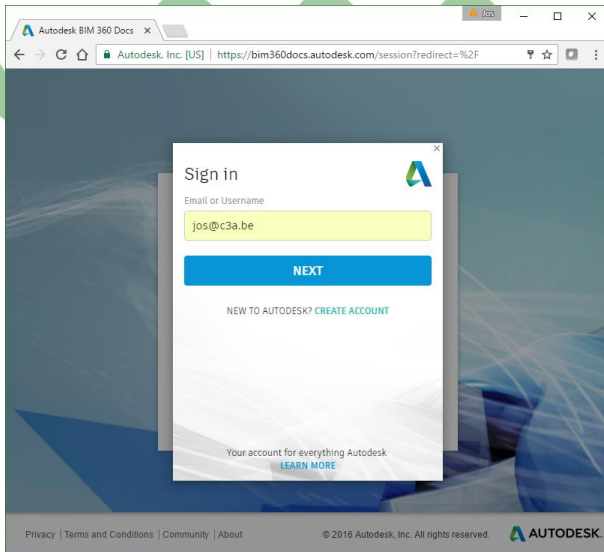 Jos
Autodesk BIM 360 Docs
Autodesk, Inc. [US] | https://bim360docs.autodesk.com/session?redirect=%2F
Sign in
Email or Username
jos@c3a.be
NEXT
NEW TO AUTODESK? CREATE ACCOUNT
Your account for everything Autodesk
LEARN MORE
Privacy | Terms and Conditions | Community | About © 2016 Autodesk, Inc. All rights reserved. AUTODESK.